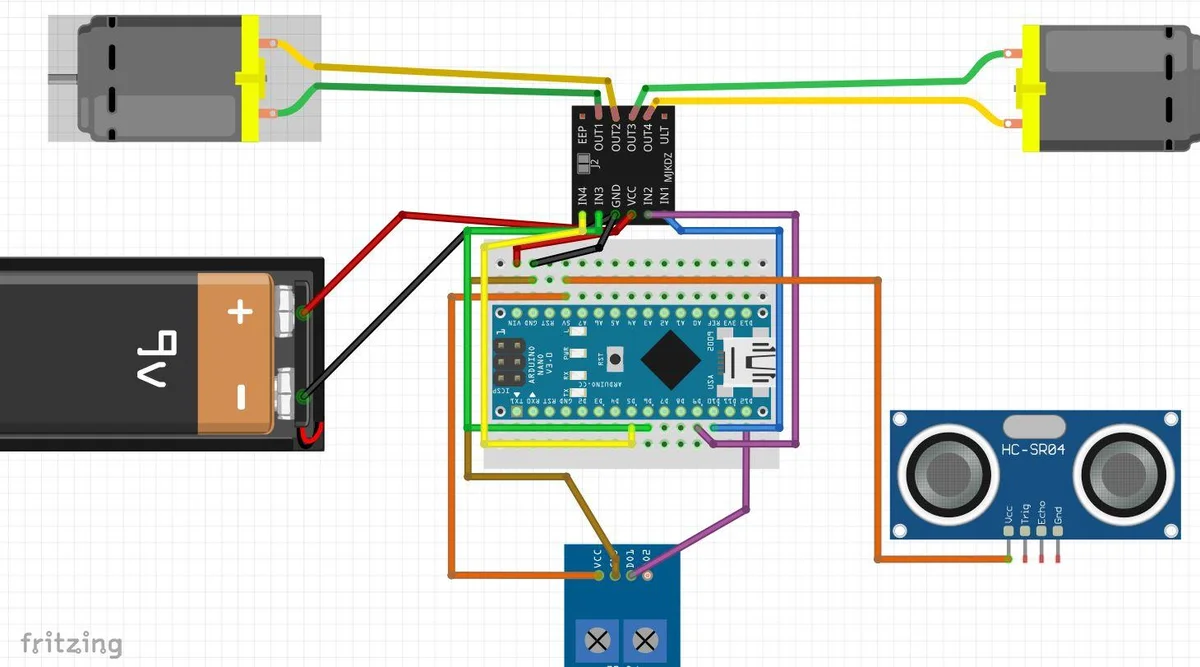 EEP
OUT1
OUT2
OUT3
OUT4
ULT
J2
MJKDZ
IN4
IN3
GND
VCC
IN2
IN1
+
9V
-
VIN
GND
RST
5V
A7
A6
A5
A4
A3
A2
A1
A0
REF
3V3
D13
1
ARDUINO
NANO
V3.0
ICSP
L
PWR
RX
TX
RST
ARDUINO.CC
2009
USA
TX1
RX0
RST
GND
D2
D3
D4
D5
D6
D7
D8
D9
D10
D11
D12
HC-SR04
Vcc
Trig
Echo
Gnd
VCC
DO1
02
fritzing